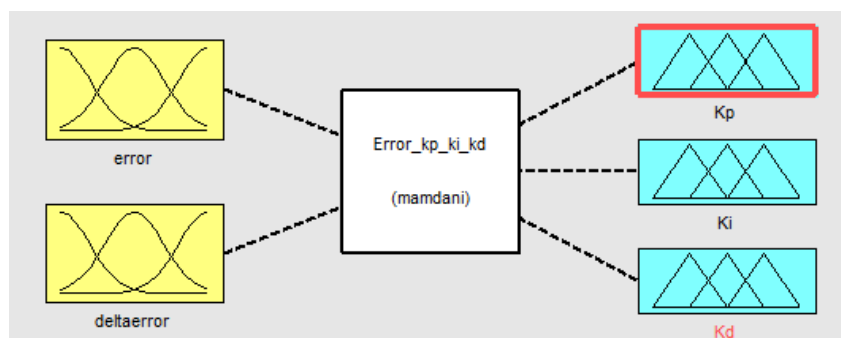 error
deltaerror
Error_kp_ki_kd
(mamdani)
Kp
Ki
Kd